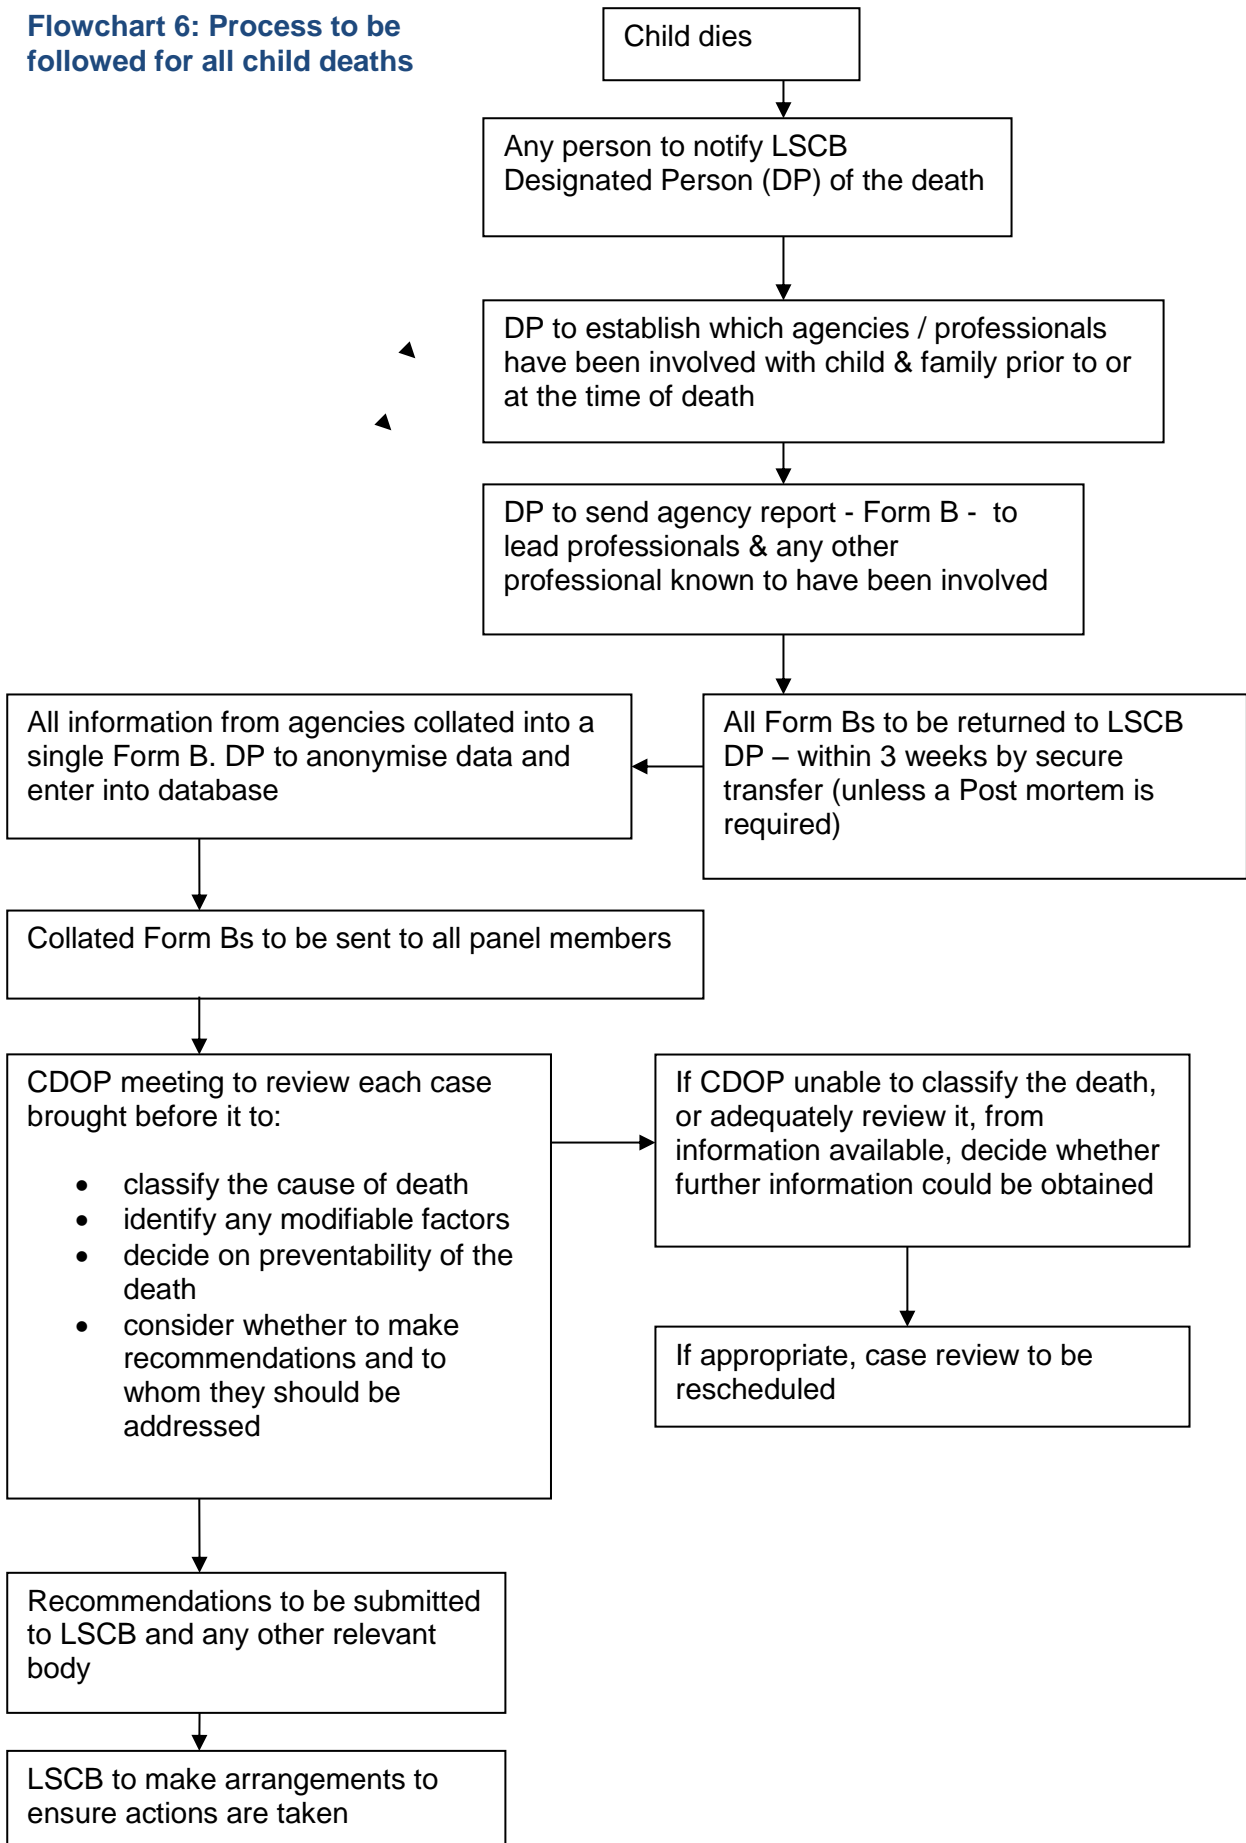 Flowchart 6: Process to be
followed for all child deaths
Child dies
Any person to notify LSCB
Designated Person (DP) of the death
DP to establish which agencies / professionals
have been involved with child & family prior to or
at the time of death
DP to send agency report - Form B -  to
lead professionals & any other
professional known to have been involved
All Form Bs to be returned to LSCB
DP – within 3 weeks by secure
transfer (unless a Post mortem is
required)
All information from agencies collated into a
single Form B. DP to anonymise data and
enter into database
Collated Form Bs to be sent to all panel members
CDOP meeting to review each case
brought before it to:
• classify the cause of death
• identify any modifiable factors
• decide on preventability of the
death
• consider whether to make
recommendations and to
whom they should be
addressed
If CDOP unable to classify the death,
or adequately review it, from
information available, decide whether
further information could be obtained
If appropriate, case review to be
rescheduled
Recommendations to be submitted
to LSCB and any other relevant
body
LSCB to make arrangements to
ensure actions are taken